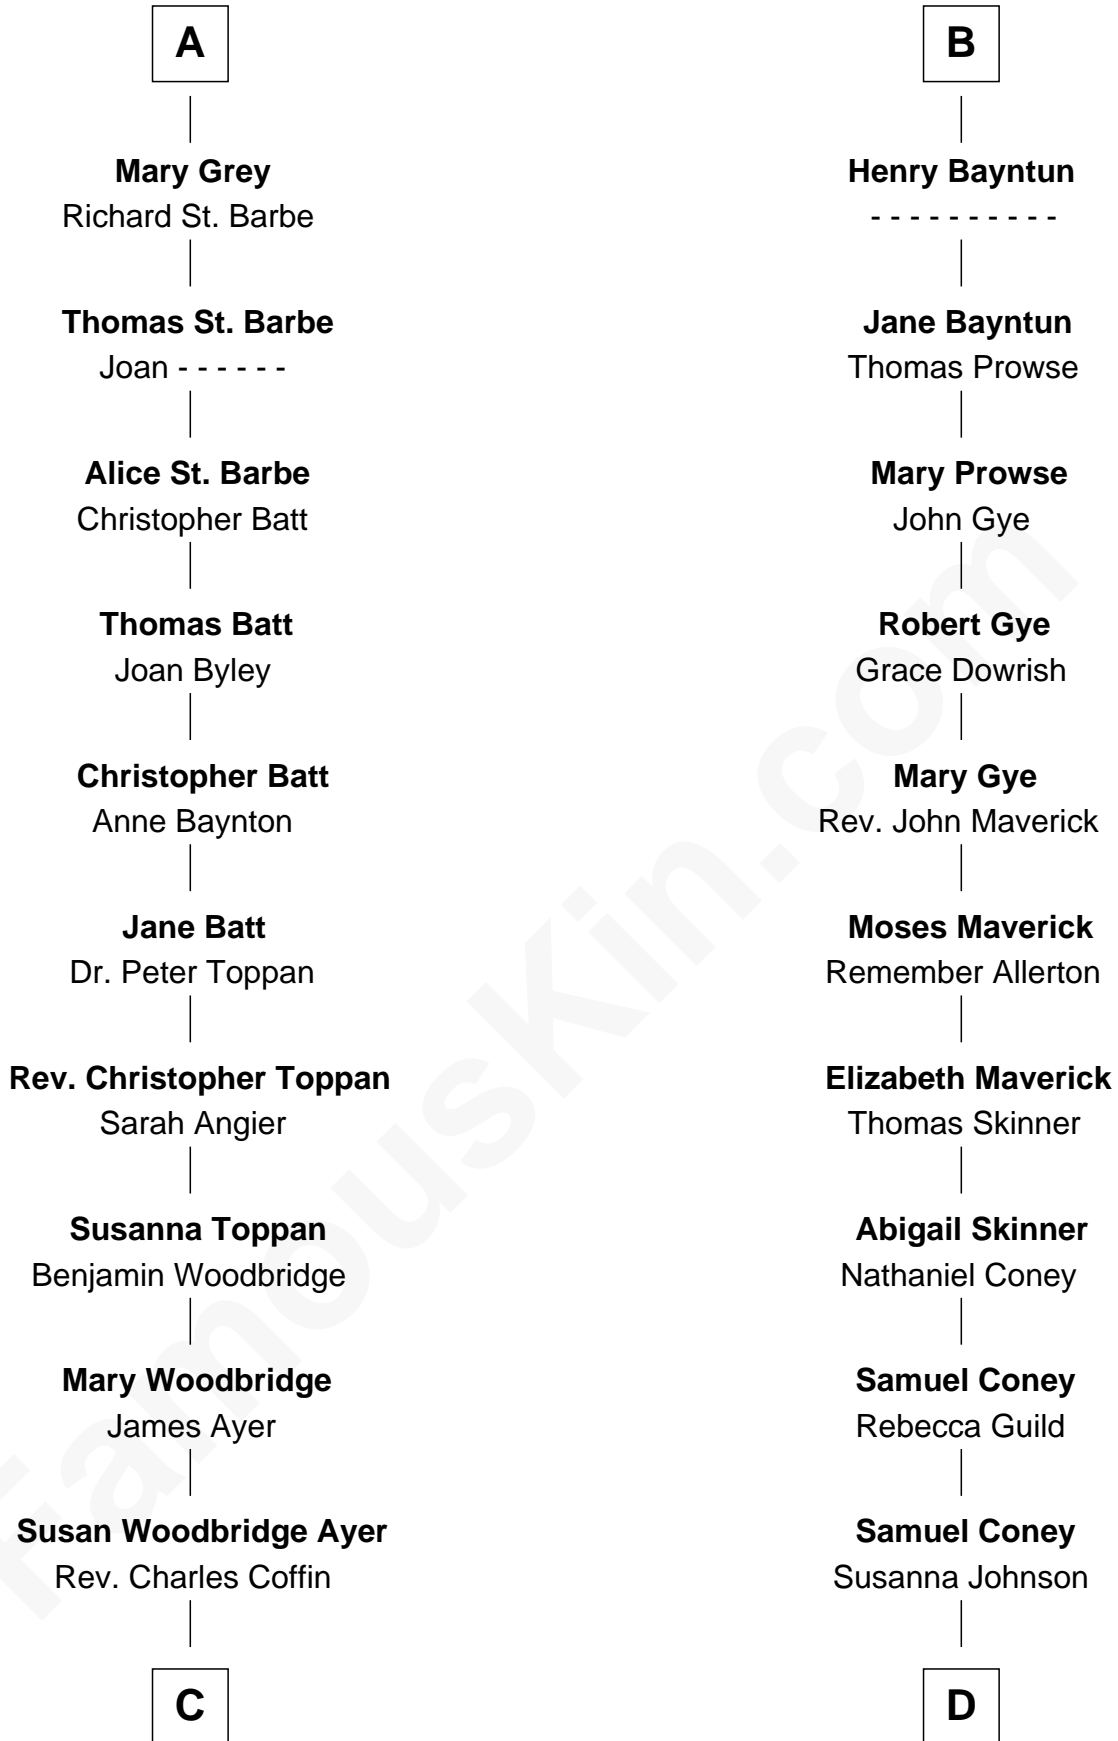 A
Mary Grey
Richard St. Barbe
Thomas St. Barbe
Joan - - - - - -
Alice St. Barbe
Christopher Batt
Thomas Batt
Joan Byley
Christopher Batt
Anne Baynton
Jane Batt
Dr. Peter Toppan
Rev. Christopher Toppan
Sarah Angier
Susanna Toppan
Benjamin Woodbridge
Mary Woodbridge
James Ayer
Susan Woodbridge Ayer
Rev. Charles Coffin
C
B
Henry Bayntun
- - - - - - - - - -
Jane Bayntun
Thomas Prowse
Mary Prowse
John Gye
Robert Gye
Grace Dowrish
Mary Gye
Rev. John Maverick
Moses Maverick
Remember Allerton
Elizabeth Maverick
Thomas Skinner
Abigail Skinner
Nathaniel Coney
Samuel Coney
Rebecca Guild
Samuel Coney
Susanna Johnson
D
FamousKin.com